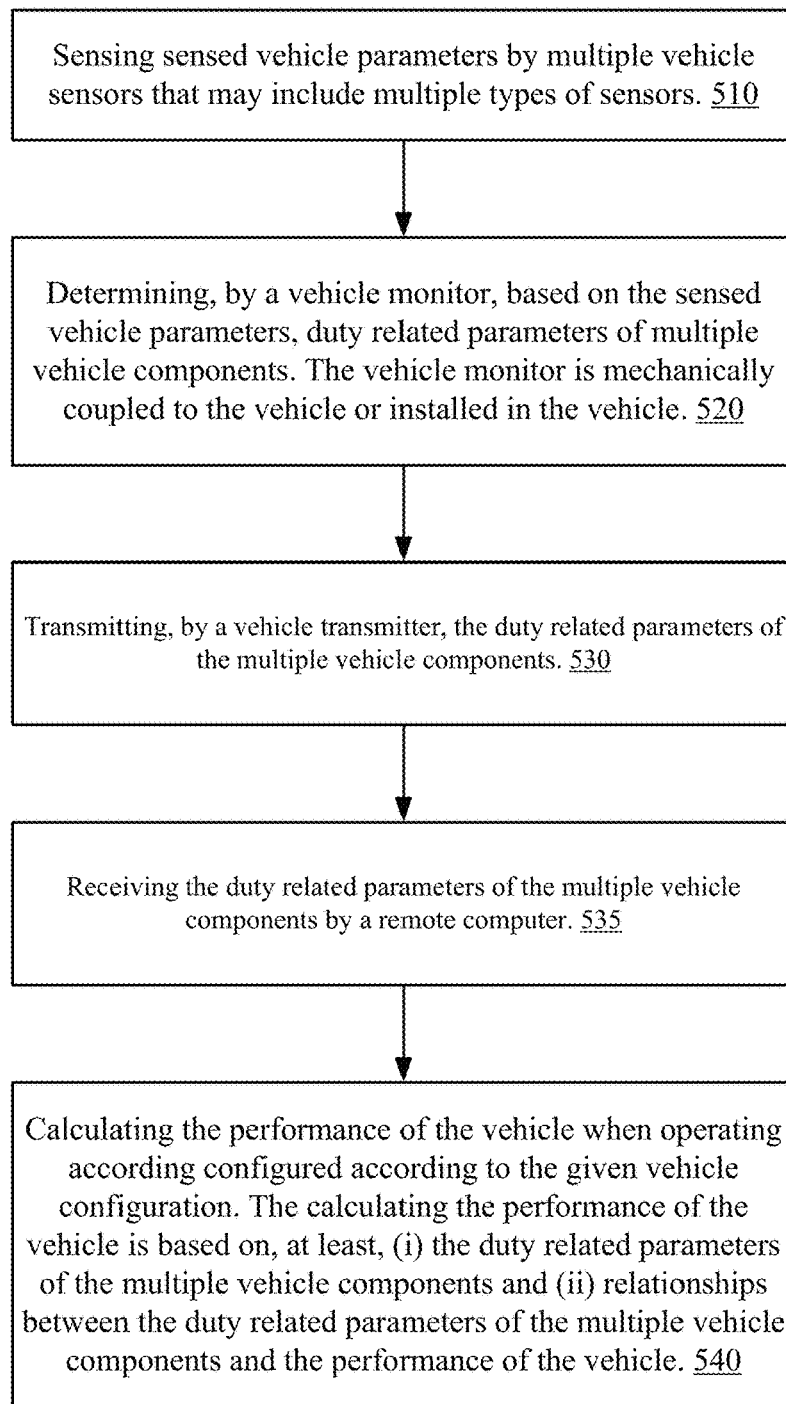 Sensing sensed vehicle parameters by multiple vehicle
sensors that may include multiple types of sensors. 510
Determining, by a vehicle monitor, based on the sensed
vehicle parameters, duty related parameters of multiple
vehicle components. The vehicle monitor is mechanically
coupled to the vehicle or installed in the vehicle. 520
Transmitting, by a vehicle transmitter, the duty related parameters of
the multiple vehicle components. 530
Receiving the duty related parameters of the multiple vehicle
components by a remote computer. 535
Calculating the performance of the vehicle when operating
according configured according to the given vehicle
configuration. The calculating the performance of the
vehicle is based on, at least, (i) the duty related parameters
of the multiple vehicle components and (ii) relationships
between the duty related parameters of the multiple vehicle
components and the performance of the vehicle. 540